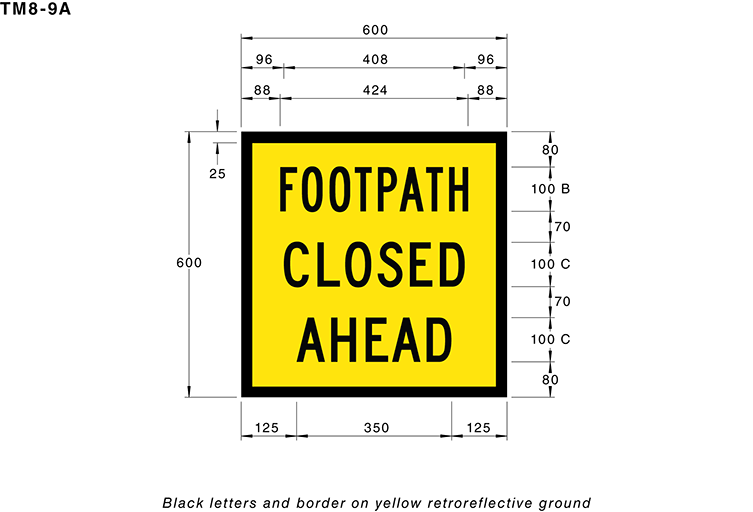 TM8-9A
600
96 408 96
88 424 88
25
80
FOOTPATH
100 B
70
600
CLOSED
100 C
70
AHEAD
100 C
80
125 350 125
Black letters and border on yellow retroreflective ground